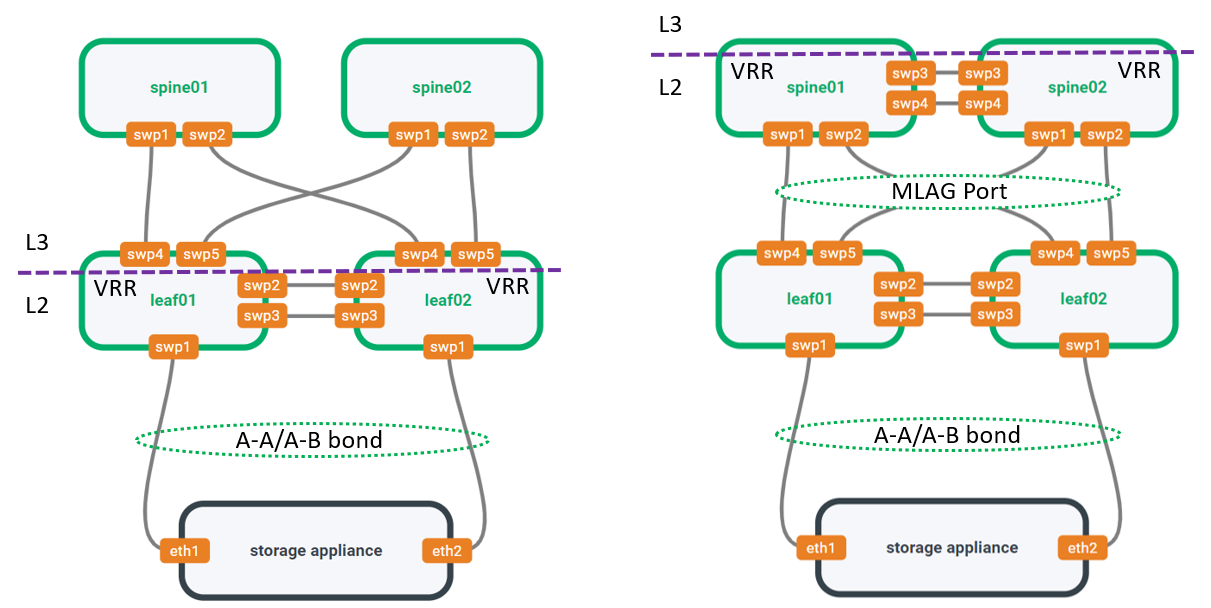 spine01
spine02
swp1
swp2
swp1
swp2
L3
swp4
swp5
swp4
swp5
L2
VRR
leaf01
swp2
swp2
leaf02
VRR
swp3
swp3
swp1
swp1
A-A/A-B bond
eth1
storage appliance
eth2
L3
L2
VRR
spine01
swp3
swp3
spine02
VRR
swp4
swp4
swp1
swp2
swp1
swp2
MLAG Port
swp4
swp5
swp4
swp5
leaf01
swp2
swp2
leaf02
swp3
swp3
swp1
swp1
A-A/A-B bond
eth1
storage appliance
eth2